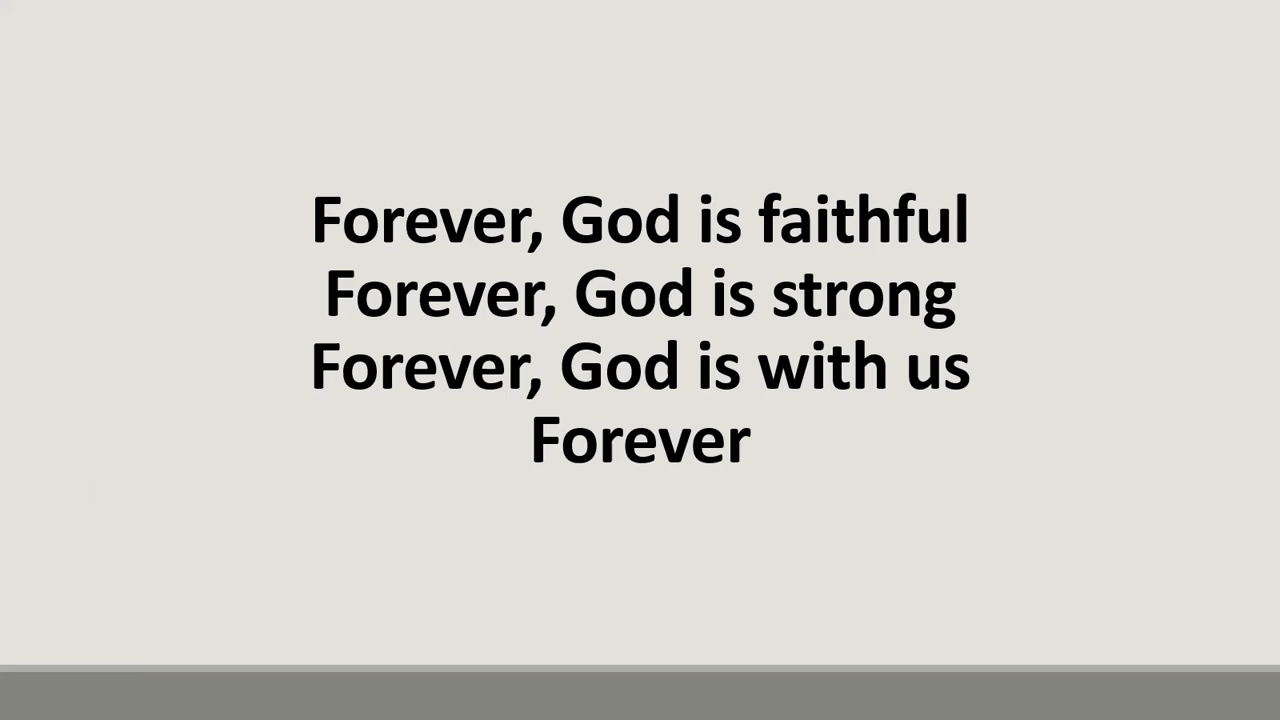 Forever, God is faithful
Forever, God is strong
Forever, God is with us
Forever